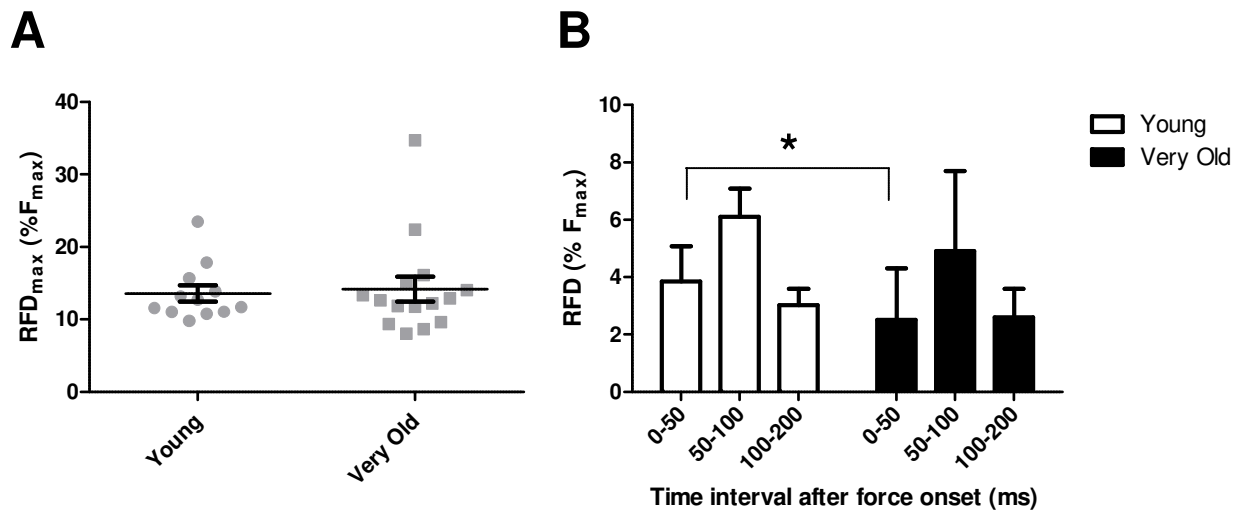 A
RFDmax (%Fmax)
40
30
20
10
0
Young
Very Old
B
RFD (% Fmax)
10
8
6
4
2
0
*
0-50
50-100
100-200
0-50
50-100
100-200
Time interval after force onset (ms)
Young
Very Old